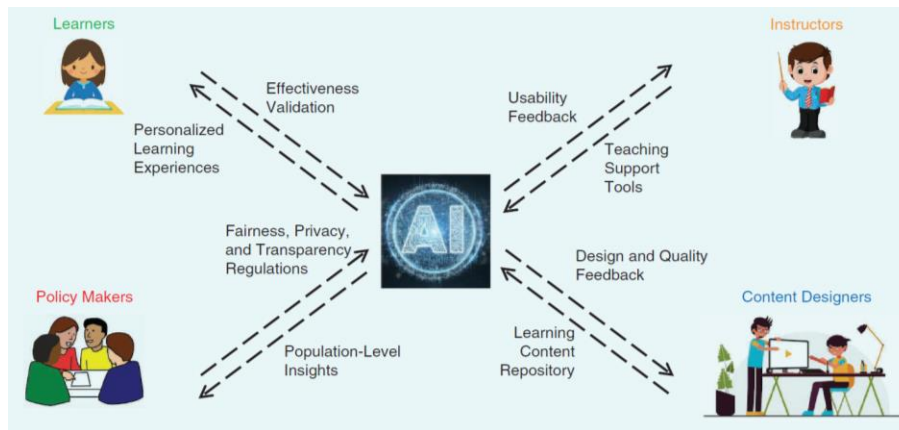 Learners
Instructors
Effectiveness
Validation
Usability
Feedback
Personalized
Learning
Experiences
Teaching
Support
Tools
AI
Fairness, Privacy,
and Transparency
Regulations
Design and Quality
Feedback
Policy Makers
Content Designers
Population-Level
Insights
Learning
Content
Repository